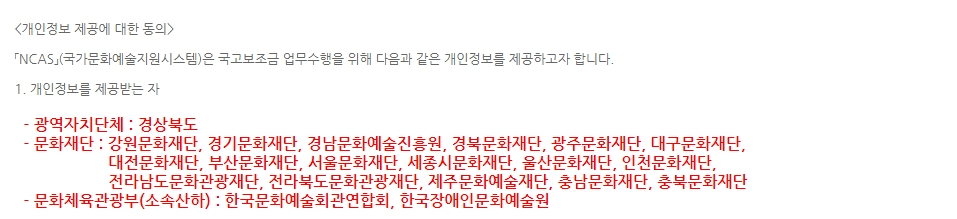 <개인정보 제공에 대한 동의>
「NCAS」(국가문화예술지원시스템)은 국고보조금 업무수행을 위해 다음과 같은 개인정보를 제공하고자 합니다.
1. 개인정보를 제공받는 자
- 광역자치단체 : 경상북도
- 문화재단 : 강원문화재단, 경기문화재단, 경남문화예술진흥원, 경북문화재단, 광주문화재단, 대구문화재단,
대전문화재단, 부산문화재단, 서울문화재단, 세종시문화재단, 울산문화재단, 인천문화재단,
전라남도문화관광재단, 전라북도문화관광재단, 제주문화예술재단, 충남문화재단, 충북문화재단
- 문화체육관광부(소속산하) : 한국문화예술회관연합회, 한국장애인문화예술원